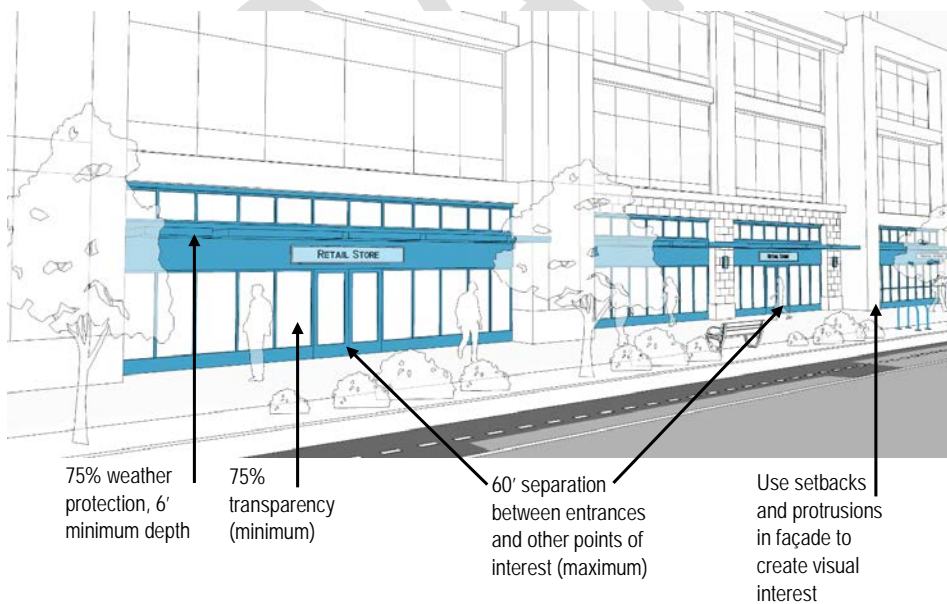 RETAIL STORE
RETAIL STORE
75% weather
protection, 6′
minimum depth
75%
transparency
(minimum)
60′ separation
between entrances
and other points of
interest (maximum)
Use setbacks
and protrusions
in façade to
create visual
interest